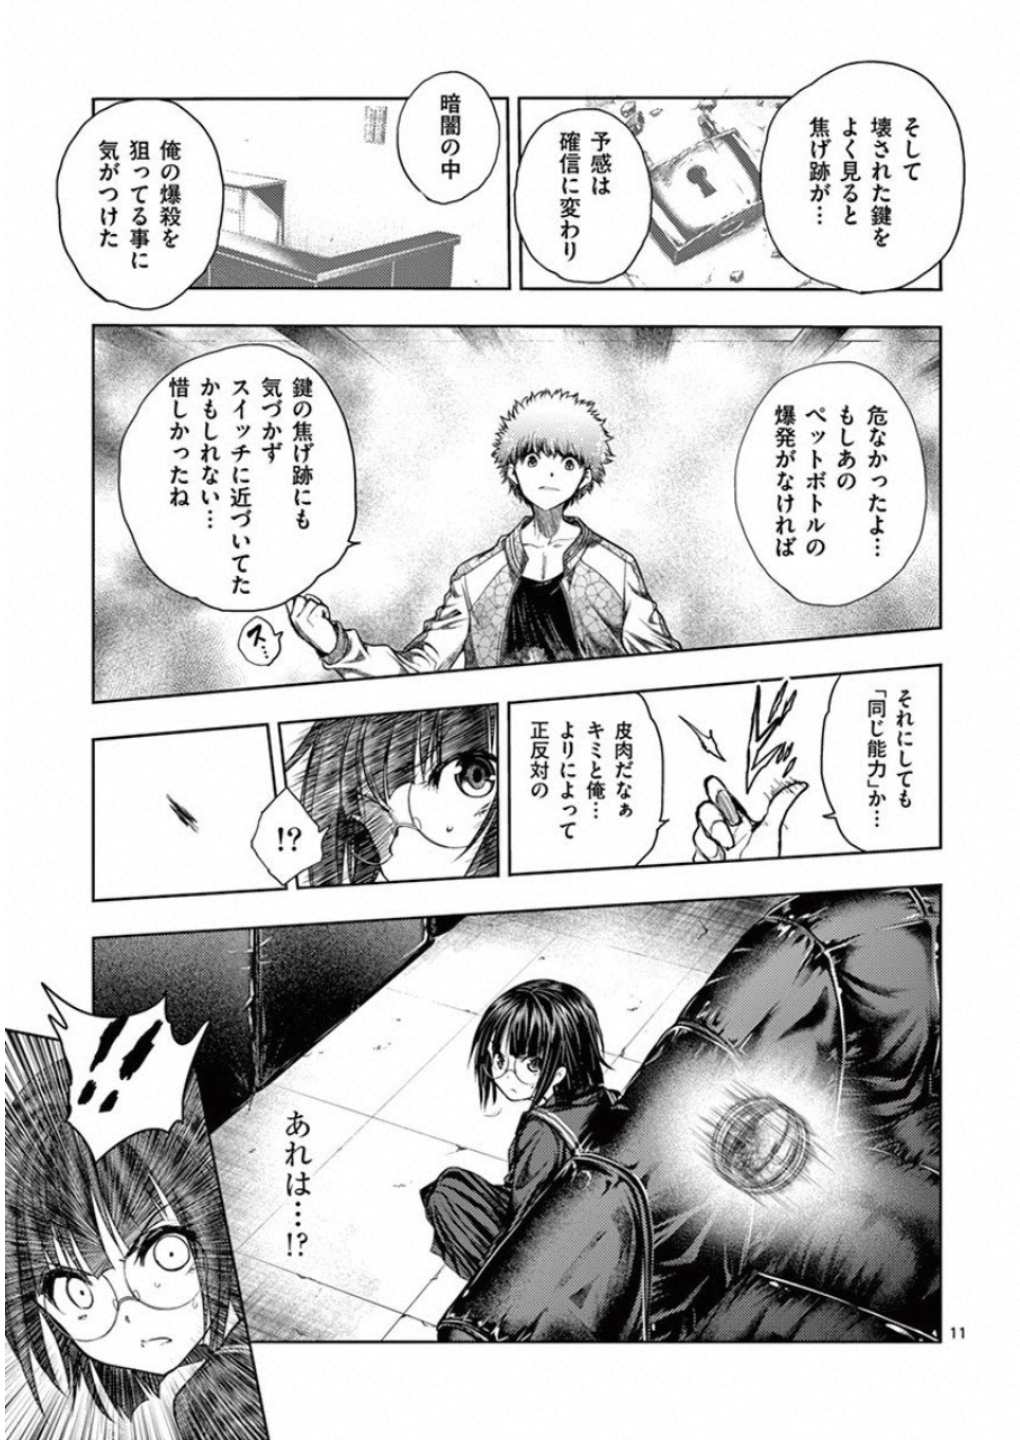 そして
壊された鍵を
よく見ると
焦げ跡が…
予感は
確信に変わり
暗闇の中
俺の爆殺を
狙ってる事に
気がつけた
危なかったよ…
もしあの
ペットボトルの
爆発がなければ
鍵の焦げ跡にも
気づかず
スイッチに近づいてた
かもしれない…
惜しかったね
ス…
それにしても
「同じ能力」か…
皮肉だなぁ
キミと俺…
よりによって
正反対の
!?
あれは…!?
!!
11